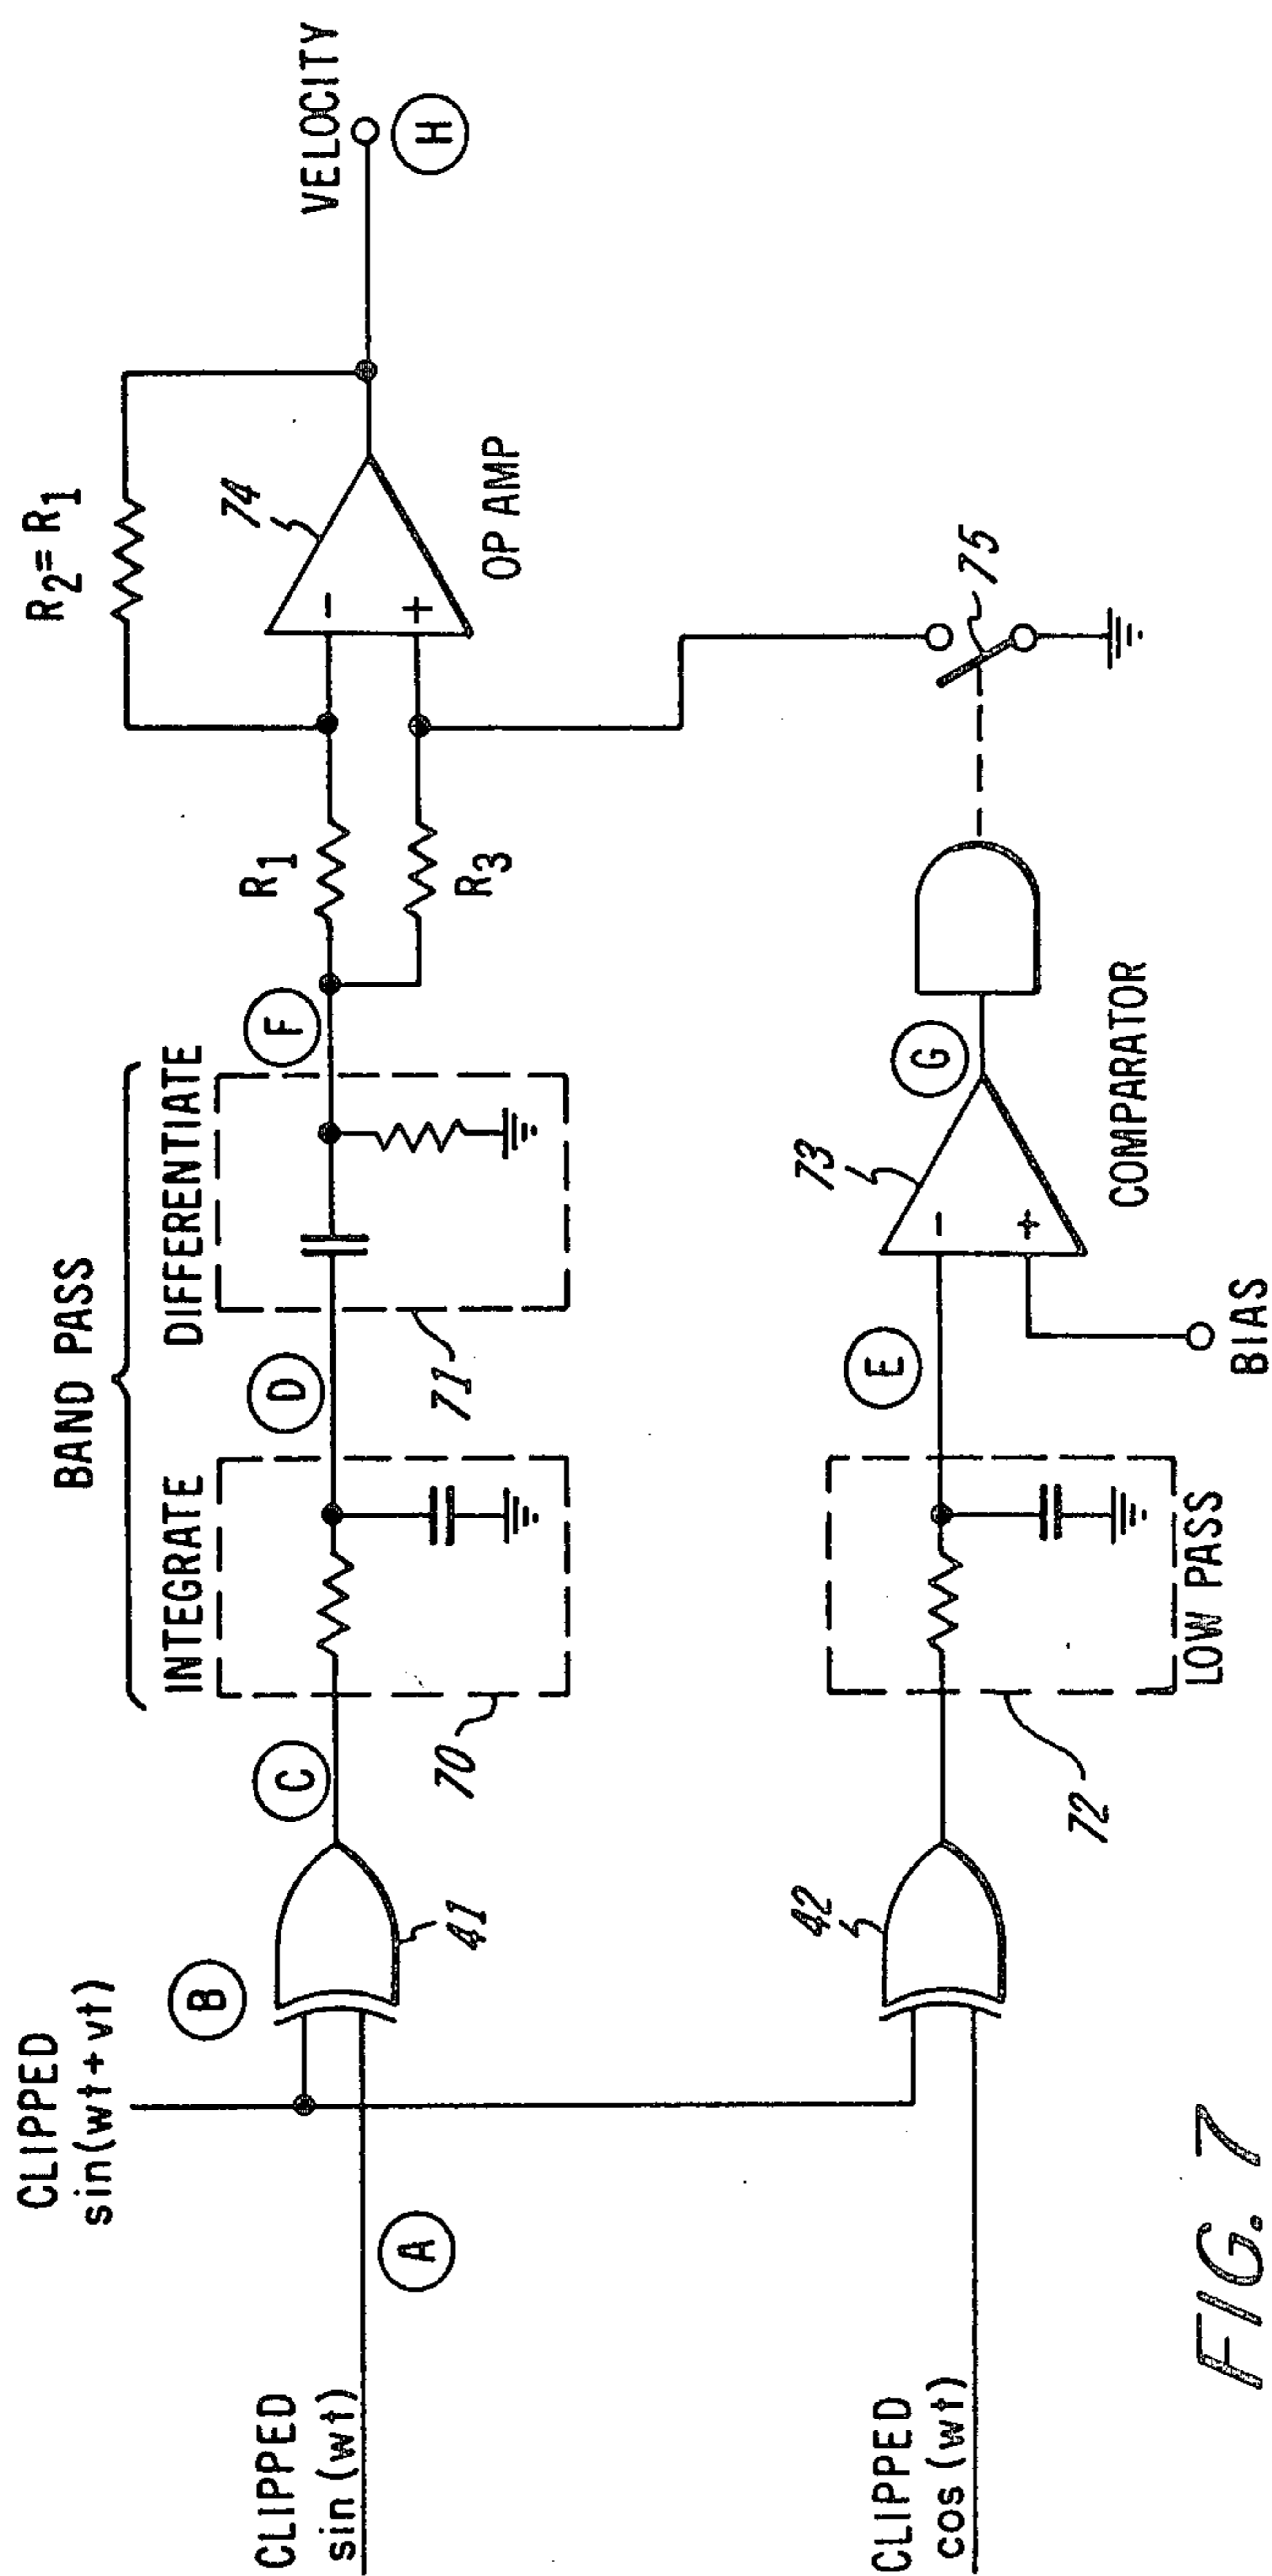 CLIPPED
sin(wt+vt)
B
CLIPPED
sin (wt)
A
41
C
BAND PASS
INTEGRATE
70
D
DIFFERENTIATE
71
F
R1
R3
R2=R1
-
+
74
OP AMP
VELOCITY
H
CLIPPED
cos (wt)
42
72
LOW PASS
E
-
+
BIAS
73
COMPARATOR
G
75
FIG. 7